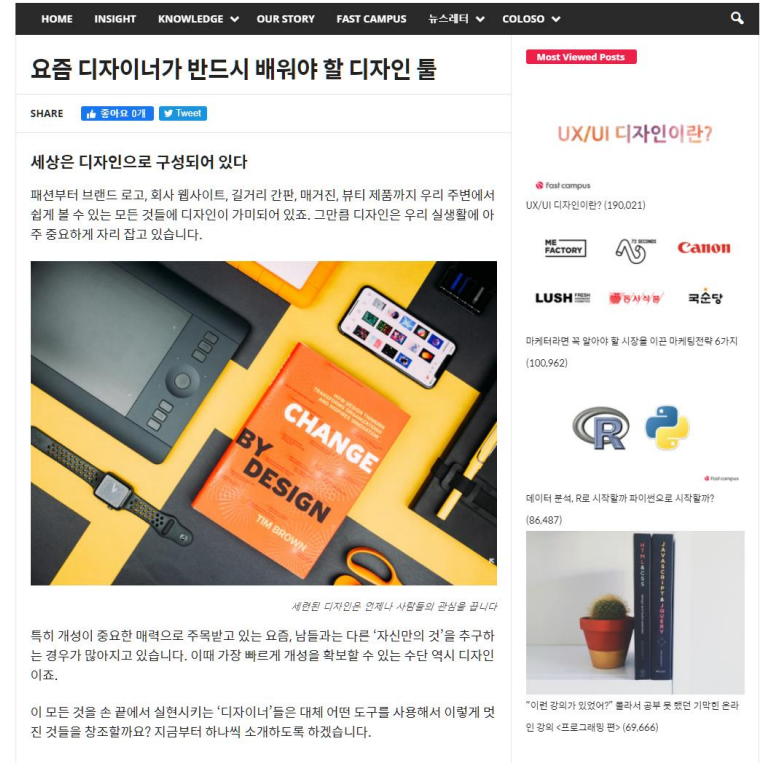 HOME INSIGHT KNOWLEDGE OUR STORY FAST CAMPUS 뉴스레터 COLOSO
요즘 디자이너가 반드시 배워야 할 디자인 툴
SHARE 좋아요 0개 Tweet
세상은 디자인으로 구성되어 있다
패션부터 브랜드 로고, 회사 웹사이트, 길거리 간판, 매거진, 뷰티 제품까지 우리 주변에서
쉽게 볼 수 있는 모든 것들에 디자인이 가미되어 있죠. 그만큼 디자인은 우리 실생활에 아
주 중요하게 자리 잡고 있습니다.
HOW DESIGN THINKING
TRANSFORMS ORGANIZATIONS
AND INSPIRES INNOVATION
CHANGE
BY
DESIGN
TIM BROWN
세련된 디자인은 언제나 사람들의 관심을 끕니다
특히 개성이 중요한 매력으로 주목받고 있는 요즘, 남들과는 다른 ‘자신만의 것’을 추구하
는 경우가 많아지고 있습니다. 이때 가장 빠르게 개성을 확보할 수 있는 수단 역시 디자인
이죠.
이 모든 것을 손 끝에서 실현시키는 ‘디자이너’들은 대체 어떤 도구를 사용해서 이렇게 멋
진 것들을 창조할까요? 지금부터 하나씩 소개하도록 하겠습니다.
Most Viewed Posts
UX/UI 디자인이란?
fast campus
UX/UI 디자인이란? (190,021)
ME
FACTORY
72 SECONDS
Canon
LUSH FRESH
국순당
마케터라면 꼭 알아야 할 시장을 이끈 마케팅전략 6가지
(100,962)
R
fast campus
데이터 분석, R로 시작할까 파이썬으로 시작할까?
(86,487)
HTML & CSS
JAVASCRIPT & JQUERY
“이런 강의가 있었어?” 몰라서 공부 못 했던 기막힌 온라
인 강의 <프로그래밍 편> (69,666)